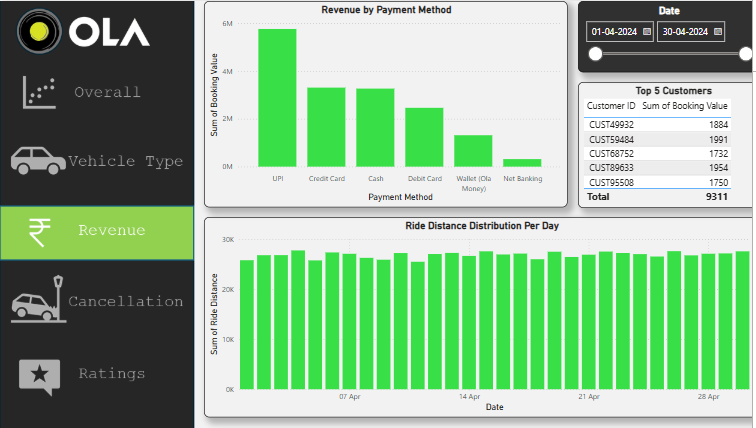 OLA
Overall
Vehicle Type
Revenue
Cancellation
Ratings
Revenue by Payment Method
Sum of Booking Value
6M
4M
2M
0M
UPI
Credit Card
Cash
Debit Card
Wallet (Ola
Money)
Net Banking
Payment Method
Date
01-04-2024
30-04-2024
Top 5 Customers
Customer ID Sum of Booking Value
CUST49932 1884
CUST59484 1991
CUST68752 1732
CUST89633 1954
CUST95508 1750
Total 9311
Ride Distance Distribution Per Day
Sum of Ride Distance
30K
20K
10K
0K
07 Apr
14 Apr
21 Apr
28 Apr
Date